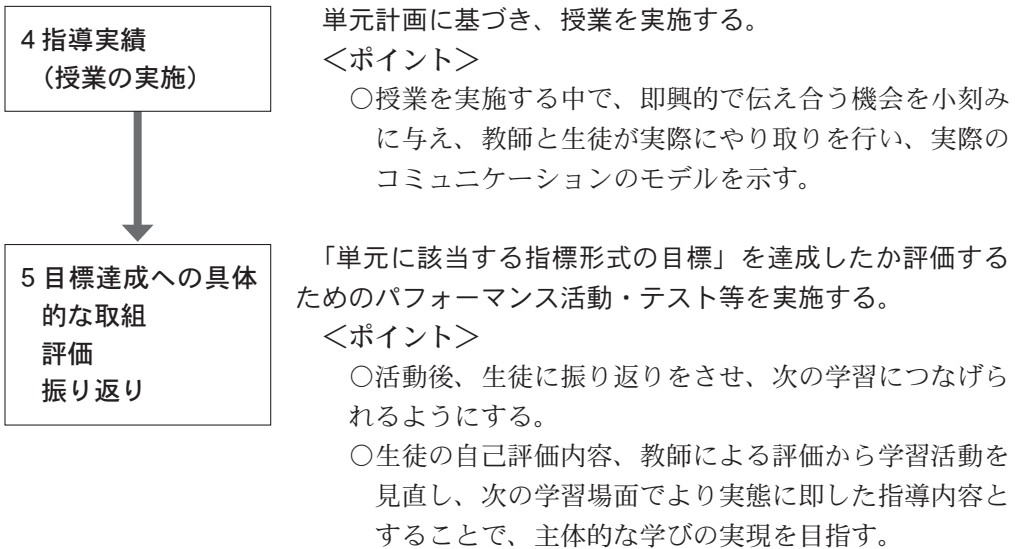 4 指導実績
（授業の実施）
単元計画に基づき、授業を実施する。
＜ポイント＞
○授業を実施する中で、即興的で伝え合う機会を小刻み
に与え、教師と生徒が実際にやり取りを行い、実際の
コミュニケーションのモデルを示す。
5 目標達成への具体
的な取組
評価
振り返り
「単元に該当する指標形式の目標」を達成したか評価する
ためのパフォーマンス活動・テスト等を実施する。
＜ポイント＞
○活動後、生徒に振り返りをさせ、次の学習につなげら
れるようにする。
○生徒の自己評価内容、教師による評価から学習活動を
見直し、次の学習場面でより実態に即した指導内容と
することで、主体的な学びの実現を目指す。